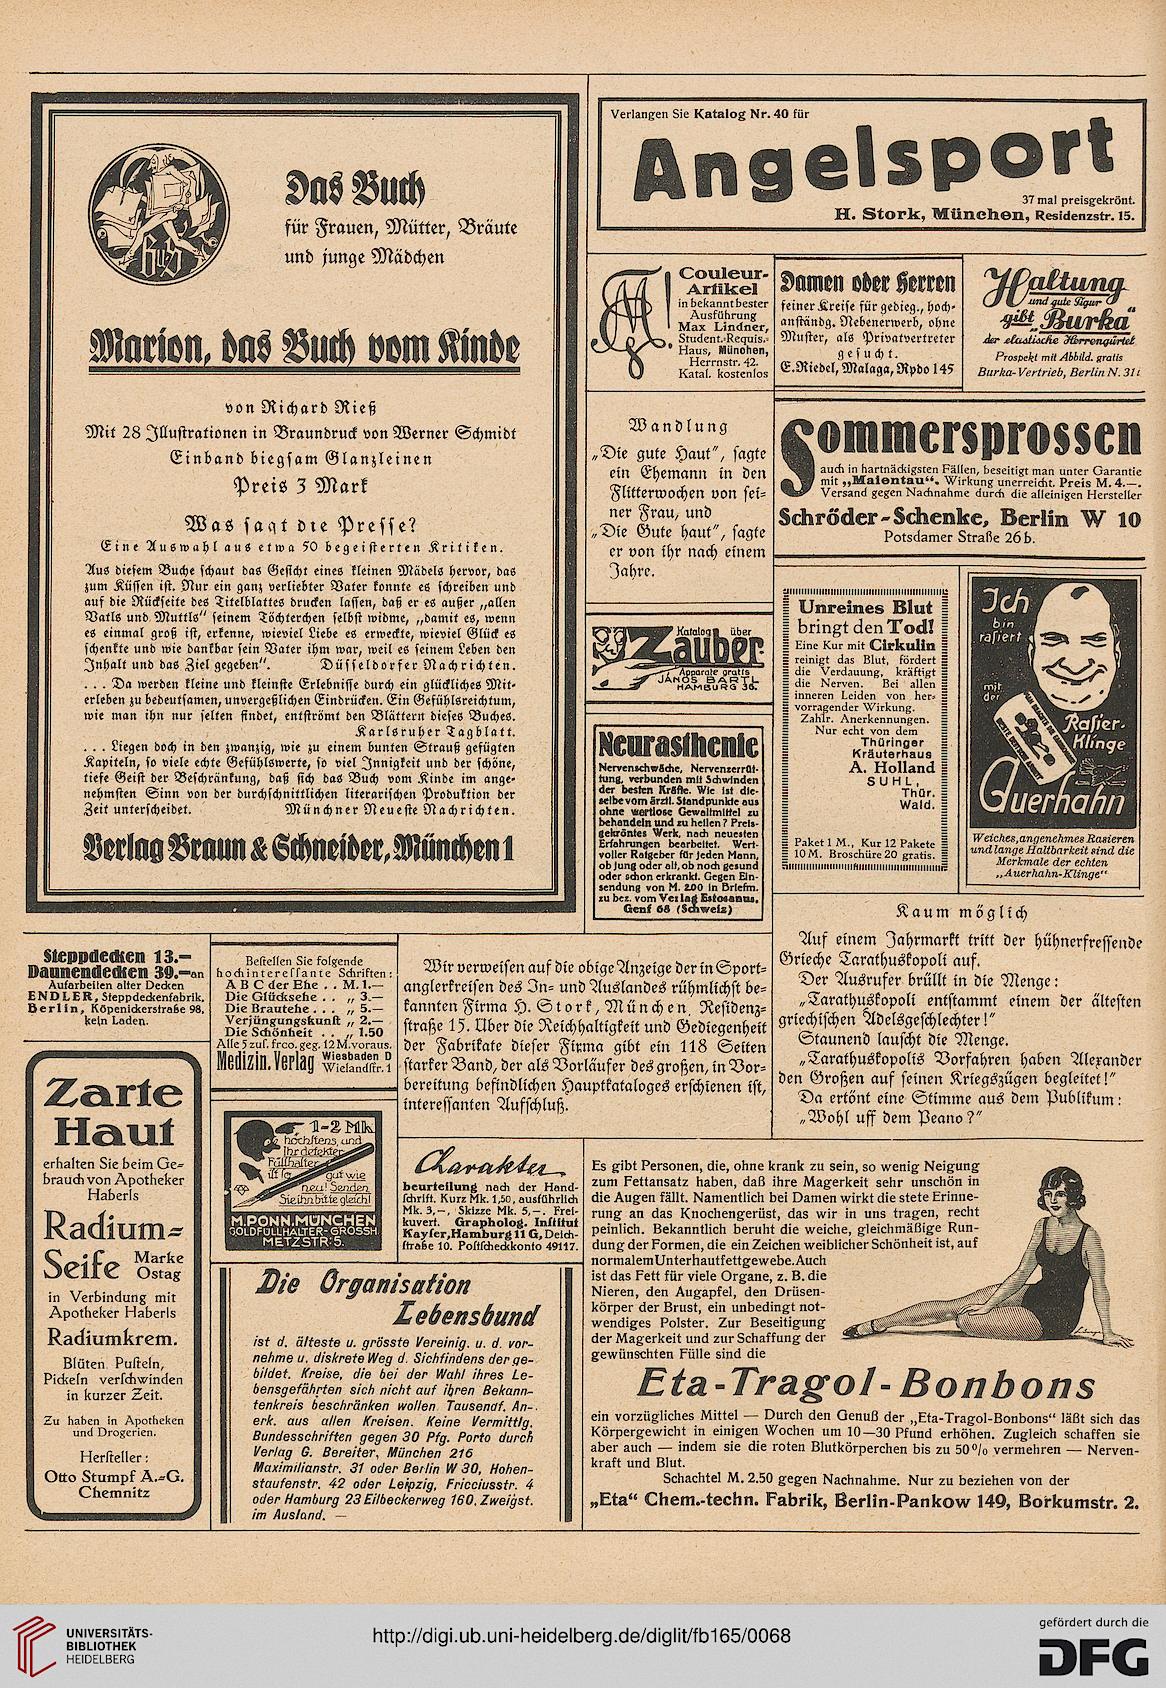 Das Buch
für Frauen, Mütter, Bräute
und junge Mädchen
BuS
Marion, das Buch vom Kinde
von Richard Rieß
Mit 28 Illustrationen in Braundruck von Werner Schmidt
Einband biegsam Glanzleinen
Preis 3 Mark
Was sagt die Presse?
Eine Auswahl aus etwa 50 begeisterten Kritiken.
Aus diesem Buche schaut das Gesicht eines kleinen Mädels hervor, das
zum Küssen ist. Nur ein ganz verliebter Vater konnte es schreiben und
auf die Rückseite des Titelblattes drucken lassen, daß er es außer „allen
Vatls und Muttls“ seinem Töchterchen selbst widme, „damit es, wenn
es einmal groß ist, erkenne, wieviel Liebe es erweckte, wieviel Glück es
schenkte und wie dankbar sein Vater ihm war, weil es seinem Leben den
Inhalt und das Ziel gegeben“. Düsseldorfer Nachrichten.
. . . Da werden kleine und kleinste Erlebnisse durch ein glückliches Mit-
erleben zu bedeutsamen, unvergeßlichen Eindrücken. Ein Gefühlsreichtum,
wie man ihn nur selten findet, entströmt den Blättern dieses Buches.
Karlsruher Tagblatt.
. . . Liegen doch in den zwanzig, wie zu einem bunten Strauß gefügten
Kapiteln, so viele echte Gefühlswerte, so viel Innigkeit und der schöne,
tiefe Geist der Beschränkung, daß sich das Buch vom Kinde im ange-
nehmsten Sinn von der durchschnittlichen literarischen Produktion der
Zeit unterscheidet. Münchner Neueste Nachrichten.
Verlag Braun & Schneider, München 1
Verlangen Sie Katalog Nr. 40 für
Angelsport
37 mal preisgekrönt.
H. Stork, München, Residenzstr. 15.
Couleur-
Artikel
in bekannt bester
Ausführung
Max Lindner,
Student.-Requis.-
Haus, München,
Herrnstr. 42.
Katal. kostenlos
Damen oder Herren
feiner Kreise für gedieg., hoch-
anständg. Nebenerwerb, ohne
Muster, als Privatvertreter
gesucht.
E. Riedel, Malaga, Apdo 145
Haltung
und gute Figur
gibt „Burka“
der elastische Herrengürtel
Prospekt mit Abbild. gratis
Burka-Vertrieb, Berlin N. 31 i
Wandlung
„Die gute Haut“, sagte
ein Ehemann in den
Flitterwochen von sei-
ner Frau, und
„Die Gute haut“, sagte
er von ihr nach einem
Jahre.
Sommersprossen
auch in hartnäckigsten Fällen, beseitigt man unter Garantie
mit „Maientau“. Wirkung unerreicht. Preis M. 4.—.
Versand gegen Nachnahme durch die alleinigen Hersteller
Schröder-Schenke, Berlin W 10
Potsdamer Straße 26 b.
Katalog über
Zauber-
Apparate gratis
JÁNOS BARTL
HAMBURG 36.
Neurasthenie
Nervenschwäche, Nervenzerrüt-
tung, verbunden mit Schwinden
der besten Kräfte. Wie ist die-
selbe vom ärztl. Standpunkte aus
ohne wertlose Gewaltmittel zu
behandeln und zu heilen? Preis-
gekröntes Werk, nach neuesten
Erfahrungen bearbeitet. Wert-
voller Ratgeber für jeden Mann,
ob jung oder alt, ob noch gesund
oder schon erkrankt. Gegen Ein-
sendung von M. 2.00 in Briefm.
zu bez. vom Verlag Estosanus,
Genf 68 (Schweiz)
Unreines Blut
bringt den Tod!
Eine Kur mit Cirkulin
reinigt das Blut, fördert
die Verdauung, kräftigt
die Nerven. Bei allen
inneren Leiden von her-
vorragender Wirkung.
Zahlr. Anerkennungen.
Nur echt von dem
Thüringer
Kräuterhaus
A. Holland
SUHL,
Thür.
Wald.
Paket 1 M., Kur 12 Pakete
10 M. Broschüre 20 gratis.
Ich
bin
rasiert
mit
der
Rasier-
Klinge
Auerhahn
Weiches, angenehmes Rasieren
und lange Haltbarkeit sind die
Merkmale der echten
„Auerhahn-Klinge“
Kaum möglich
Auf einem Jahrmarkt tritt der hühnerfressende
Grieche Tarathuskopoli auf.
Der Ausrufer brüllt in die Menge:
„Tarathuskopoli entstammt einem der ältesten
griechischen Adelsgeschlechter!“
Staunend lauscht die Menge.
„Tarathuskopolis Vorfahren haben Alexander
den Großen auf seinen Kriegszügen begleitet!“
Da ertönt eine Stimme aus dem Publikum:
„Wohl uff dem Peano?“
Steppdecken 13.—
Daunendecken 39.—an
Aufarbeiten alter Decken
ENDLER, Steppdeckenfabrik.
Berlin, Köpenickerstraße 98,
kein Laden.
Bestellen Sie folgende
hochinteressante Schriften:
A B C der Ehe . . M. 1.—
Die Glücksehe . . „ 3.—
Die Brautehe . . . „ 5.—
Verjüngungskunst „ 2.—
Die Schönheit . . „ 1.50
Alle 5 zus. frco. geg. 12 M. voraus.
Medizin. Verlag Wiesbaden D
Wielandstr. 1
Wir verweisen auf die obige Anzeige der in Sport-
anglerkreisen des In- und Auslandes rühmlichst be-
kannten Firma H. Stork, München, Residenz-
straße 15. Über die Reichhaltigkeit und Gediegenheit
der Fabrikate dieser Firma gibt ein 118 Seiten
starker Band, der als Vorläufer des großen, in Vor-
bereitung befindlichen Hauptkataloges erschienen ist,
interessanten Aufschluß.
Zarte
Haut
erhalten Sie beim Ge-
brauch von Apotheker
Haberls
Radium-
Seife Marke
Ostag
in Verbindung mit
Apotheker Haberls
Radiumkrem.
Blüten, Pusteln,
Pickeln verschwinden
in kurzer Zeit.
Zu haben in Apotheken
und Drogerien.
Hersteller:
Otto Stumpf A.-G.
Chemnitz
1-2 Mk
höchstens, und
Ihr defekter
Füllhalter
ist so gut wie
neu! Senden
Sie ihn bitte gleich!
M. PONN, MÜNCHEN
GOLDFÜLLHALTER-GROSSH.
METZSTR. 5.
Charakter-
beurteilung nach der Hand-
schrift. Kurz Mk. 1,50, ausführlich
Mk. 3,—, Skizze Mk. 5,—. Frei-
kuvert. Grapholog. Institut
Kayser, Hamburg 11 G, Deich-
straße 10. Postscheckkonto 49117.
Die Organisation
Lebensbund
ist d. älteste u. grösste Vereinig. u. d. vor-
nehme u. diskrete Weg d. Sichfindens der ge-
bildet. Kreise, die bei der Wahl ihres Le-
bensgefährten sich nicht auf ihren Bekann-
tenkreis beschränken wollen. Tausendf. An-
erk. aus allen Kreisen. Keine Vermittlg.
Bundesschriften gegen 30 Pfg. Porto durch
Verlag G. Bereiter, München 216
Maximilianstr. 31 oder Berlin W 30, Hohen-
staufenstr. 42 oder Leipzig, Fricciusstr. 4
oder Hamburg 23 Eilbeckerweg 160. Zweigst.
im Ausland. —
Es gibt Personen, die, ohne krank zu sein, so wenig Neigung
zum Fettansatz haben, daß ihre Magerkeit sehr unschön in
die Augen fällt. Namentlich bei Damen wirkt die stete Erinne-
rung an das Knochengerüst, das wir in uns tragen, recht
peinlich. Bekanntlich beruht die weiche, gleichmäßige Run-
dung der Formen, die ein Zeichen weiblicher Schönheit ist, auf
normalem Unterhautfettgewebe. Auch
ist das Fett für viele Organe, z. B. die
Nieren, den Augapfel, den Drüsen-
körper der Brust, ein unbedingt not-
wendiges Polster. Zur Beseitigung
der Magerkeit und zur Schaffung der
gewünschten Fülle sind die
Eta-Tragol-Bonbons
ein vorzügliches Mittel — Durch den Genuß der „Eta-Tragol-Bonbons“ läßt sich das
Körpergewicht in einigen Wochen um 10—30 Pfund erhöhen. Zugleich schaffen sie
aber auch — indem sie die roten Blutkörperchen bis zu 50% vermehren — Nerven-
kraft und Blut.
Schachtel M. 2.50 gegen Nachnahme. Nur zu beziehen von der
„Eta“ Chem.-techn. Fabrik, Berlin-Pankow 149, Borkumstr. 2.
UNIVERSITÄTS-
BIBLIOTHEK
HEIDELBERG
http://digi.ub.uni-heidelberg.de/diglit/fb165/0068
gefördert durch die
DFG